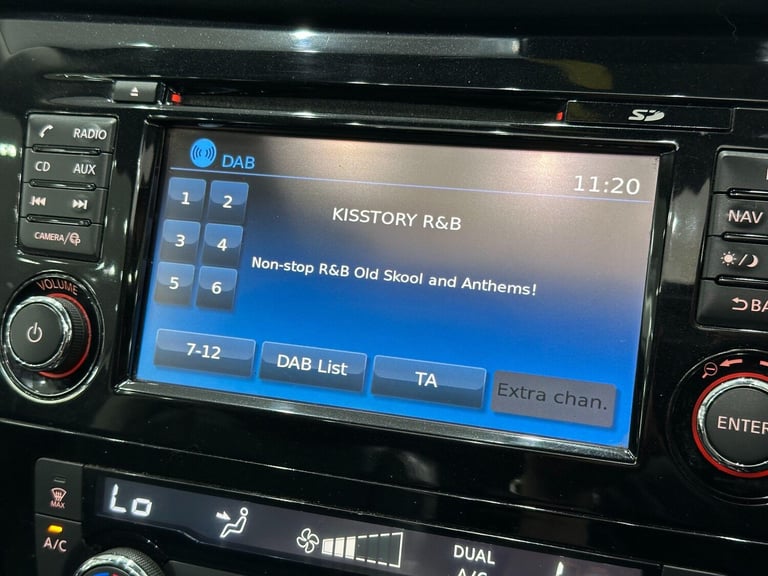 RADIO
CD AUX
CAMERA/
VOLUME
SD
DAB
11:20
1 2
3 4
5 6
KISSTORY R&B
Non-stop R&B Old Skool and Anthems!
7-12
DAB List
TA
Extra chan.
NAV
BA
ENTER
MAX
A/C
Lo
DUAL
A/C